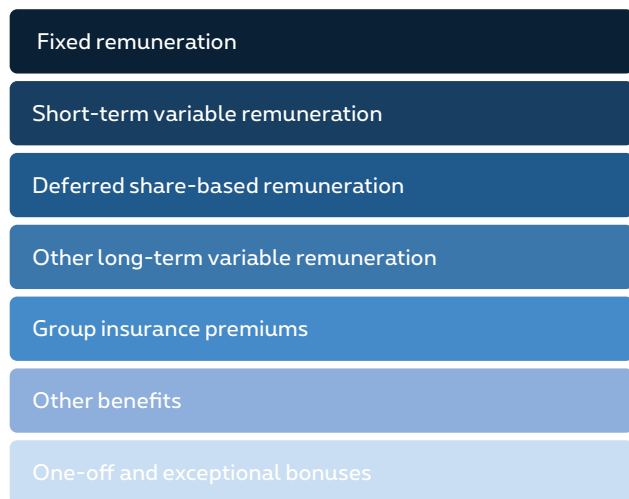 Fixed remuneration
Short-term variable remuneration
Deferred share-based remuneration
Other long-term variable remuneration
Group insurance premiums
Other benefits
One-off and exceptional bonuses